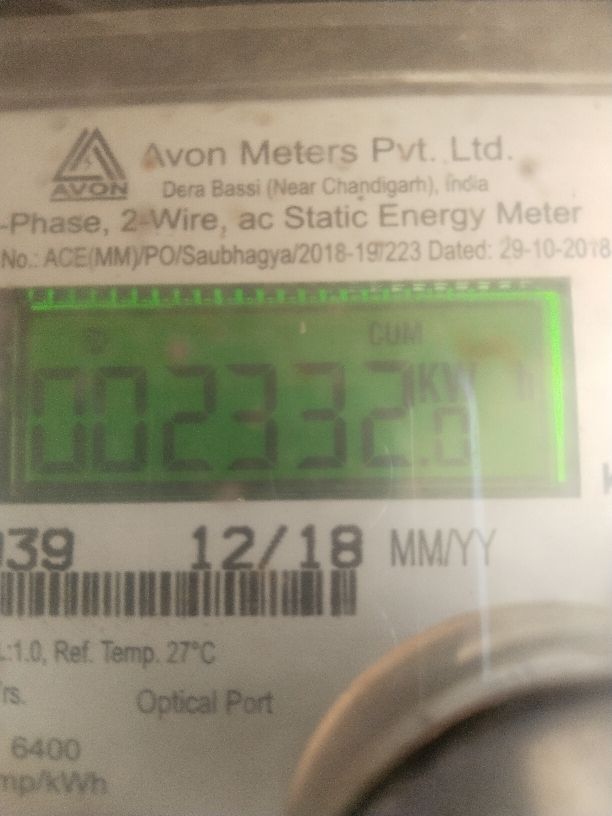 Avon Meters Pvt. Ltd.
AVON
Dera Bassi (Near Chandigarh), India
-Phase, 2-Wire, ac Static Energy Meter
No.: ACE(MM)/PO/Saubhagya/2018-19/223 Dated: 29-10-2018
CUM
002332.0 KW h
39 12/18 MM/YY
:1.0, Ref. Temp. 27°C
rs.
Optical Port
6400
mp/kWh